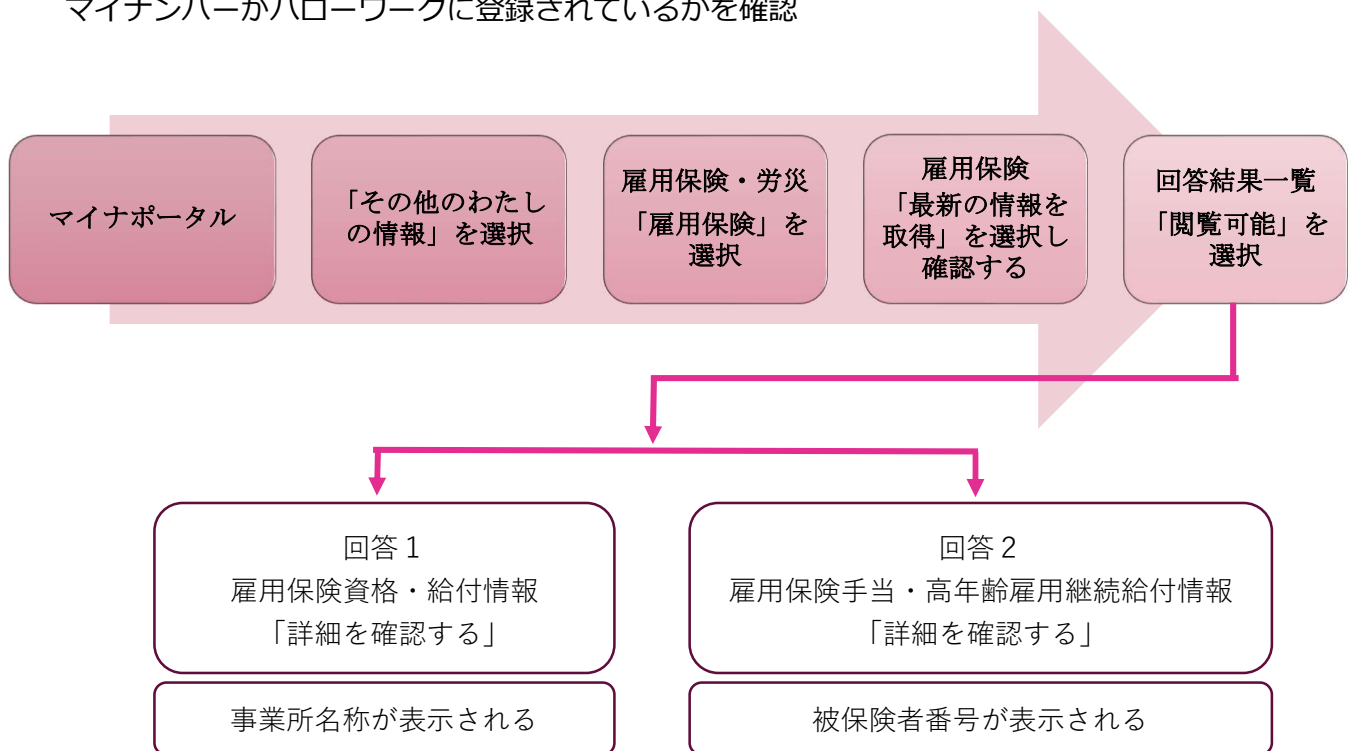 マイナンバーがハローワークに登録されているかを確認
マイナポータル
「その他のわたし
の情報」を選択
雇用保険・労災
「雇用保険」を
選択
雇用保険
「最新の情報を
取得」を選択し
確認する
回答結果一覧
「閲覧可能」を
選択
回答１
雇用保険資格・給付情報
「詳細を確認する」
回答２
雇用保険手当・高年齢雇用継続給付情報
「詳細を確認する」
事業所名称が表示される
被保険者番号が表示される